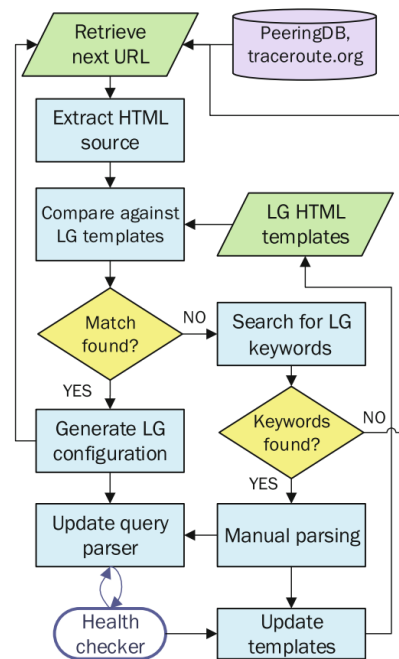 Retrieve
next URL
PeeringDB,
traceroute.org
Extract HTML
source
Compare against
LG templates
LG HTML
templates
Match
found?
NO
Search for LG
keywords
YES
Generate LG
configuration
Keywords
found?
NO
YES
Update query
parser
Manual parsing
Health
checker
Update
templates